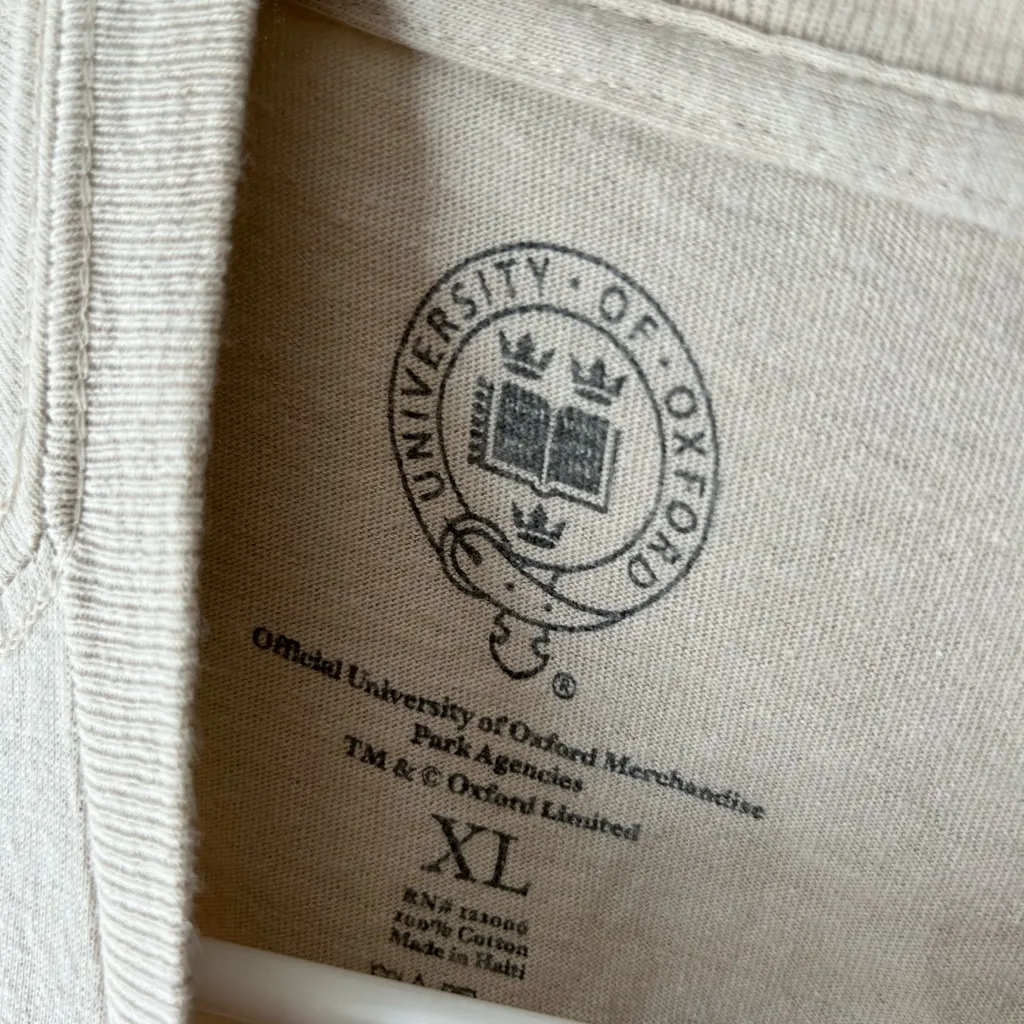 UNIVERSITY · OF · OXFORD
®
Official University of Oxford Merchandise
Park Agencies
TM & © Oxford Limited
XL
100% Cotton
Made in Haiti